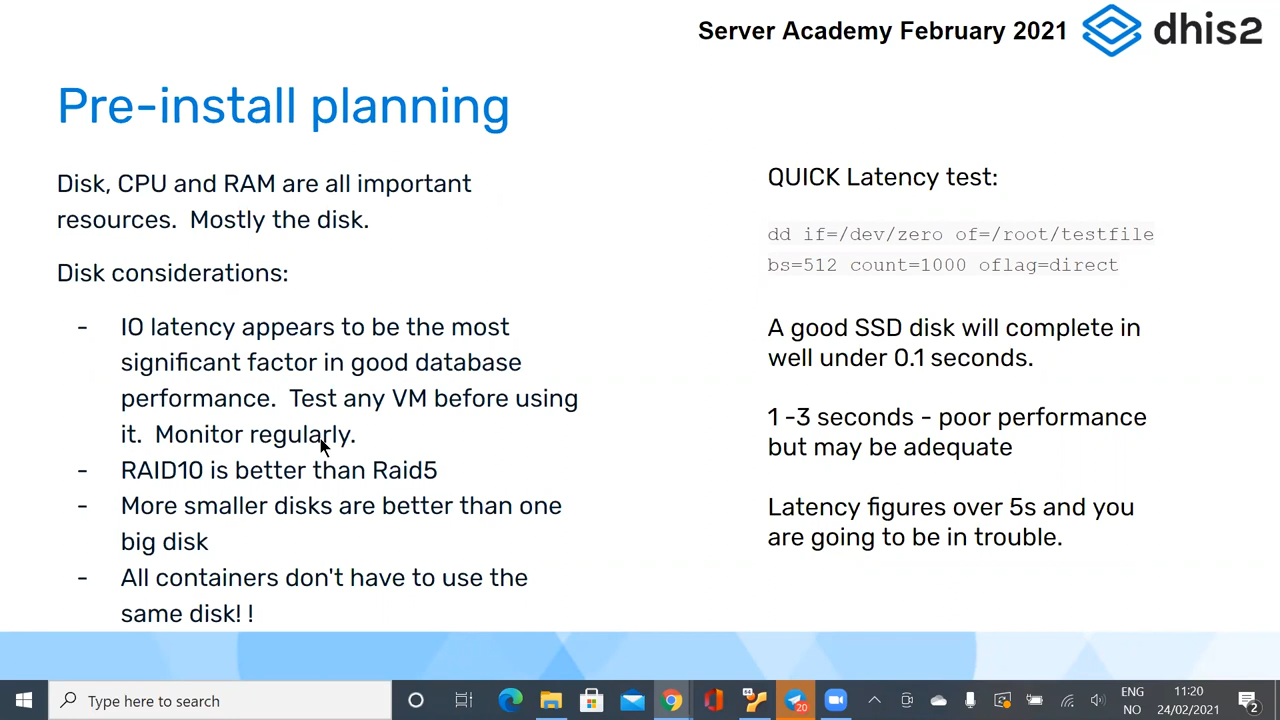 Server Academy February 2021
dhis2
Pre-install planning
Disk, CPU and RAM are all important
resources.  Mostly the disk.
Disk considerations:
- IO latency appears to be the most
significant factor in good database
performance.  Test any VM before using
it.  Monitor regularly.
- RAID10 is better than Raid5
- More smaller disks are better than one
big disk
- All containers don't have to use the
same disk! !
QUICK Latency test:
dd if=/dev/zero of=/root/testfile
bs=512 count=1000 oflag=direct
A good SSD disk will complete in
well under 0.1 seconds.
1 -3 seconds - poor performance
but may be adequate
Latency figures over 5s and you
are going to be in trouble.
Type here to search
64
20
ENG
NO
11:20
24/02/2021
2